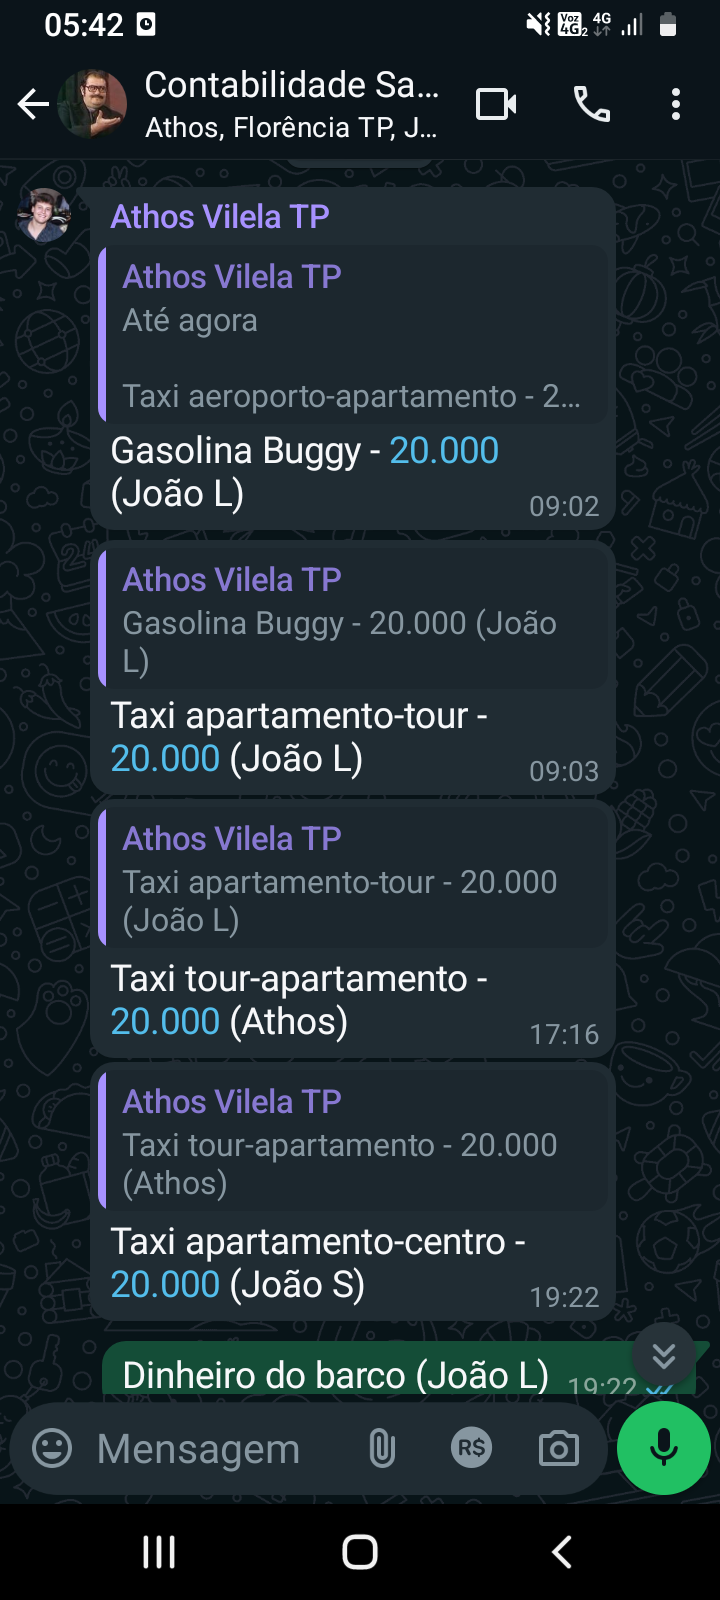 05:42
Voz
4G 2
4G
Contabilidade Sa...
Athos, Florência TP, J...
Athos Vilela TP
Athos Vilela TP
Até agora
Taxi aeroporto-apartamento - 2...
Gasolina Buggy - 20.000
(João L)
09:02
Athos Vilela TP
Gasolina Buggy - 20.000 (João
L)
Taxi apartamento-tour -
20.000 (João L)
09:03
Athos Vilela TP
Taxi apartamento-tour - 20.000
(João L)
Taxi tour-apartamento -
20.000 (Athos)
17:16
Athos Vilela TP
Taxi tour-apartamento - 20.000
(Athos)
Taxi apartamento-centro -
20.000 (João S)
19:22
Dinheiro do barco (João L) 19:22
Mensagem
R$